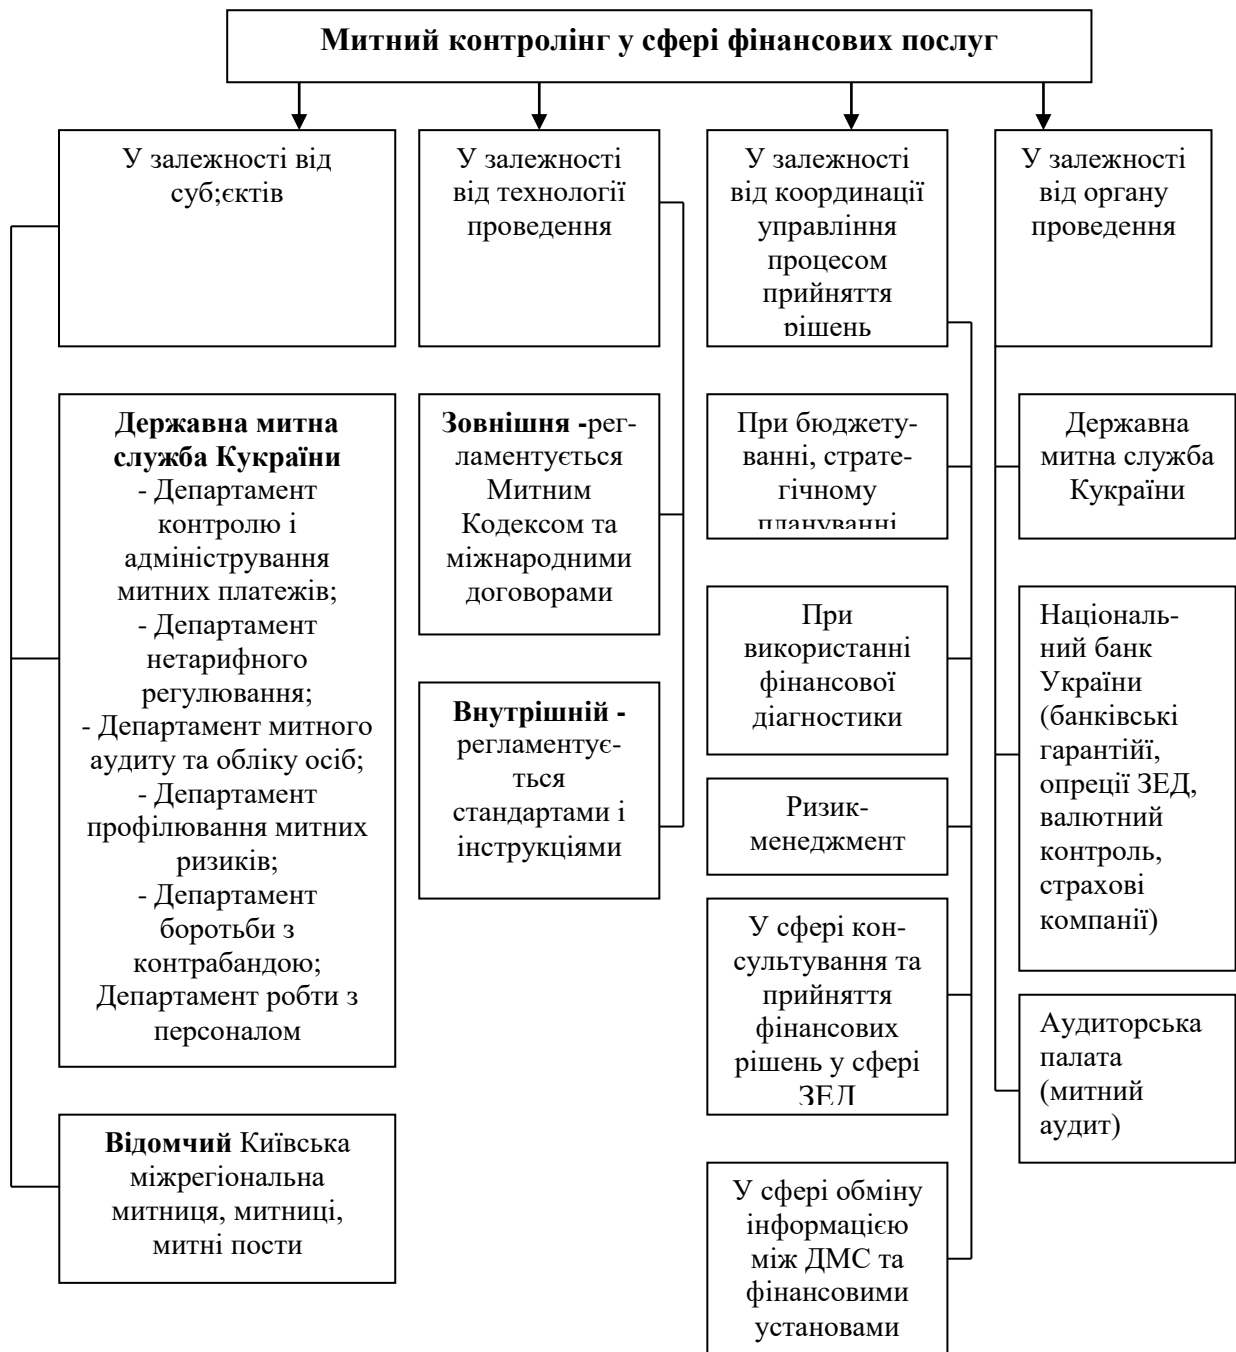 Митний контролінг у сфері фінансових послуг
У залежності від
суб;єктів
Державна митна
служба Кукраїни
- Департамент
контролю і
адміністрування
митних платежів;
- Департамент
нетарифного
регулювання;
- Департамент митного
аудиту та обліку осіб;
- Департамент
профілювання митних
ризиків;
- Департамент
боротьби з
контрабандою;
Департамент робти з
персоналом
Відомчий Київська
міжрегіональна
митниця, митниці,
митні пости
У залежності
від технології
проведення
Зовнішня -рег-
ламентується
Митним
Кодексом та
міжнародними
договорами
Внутрішній -
регламентує-
ться
стандартами і
інструкціями
У залежності
від координації
управління
процесом
прийняття
рішень
При бюджету-
ванні, страте-
гічному
плануванні
При
використанні
фінансової
діагностики
Ризик-
менеджмент
У сфері кон-
сультування та
прийняття
фінансових
рішень у сфері
ЗЕД
У сфері обміну
інформацією
між ДМС та
фінансовими
установами
У залежності
від органу
проведення
Державна
митна служба
Кукраїни
Національ-
ний банк
України
(банківські
гарантійї,
опреції ЗЕД,
валютний
контроль,
страхові
компанії)
Аудиторська
палата
(митний
аудит)